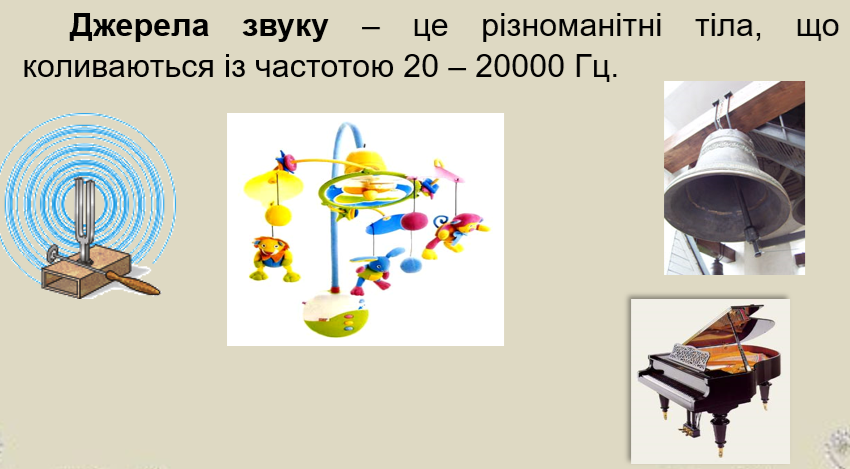 Джерела звуку – це різноманітні тіла, що
коливаються із частотою 20 – 20000 Гц.